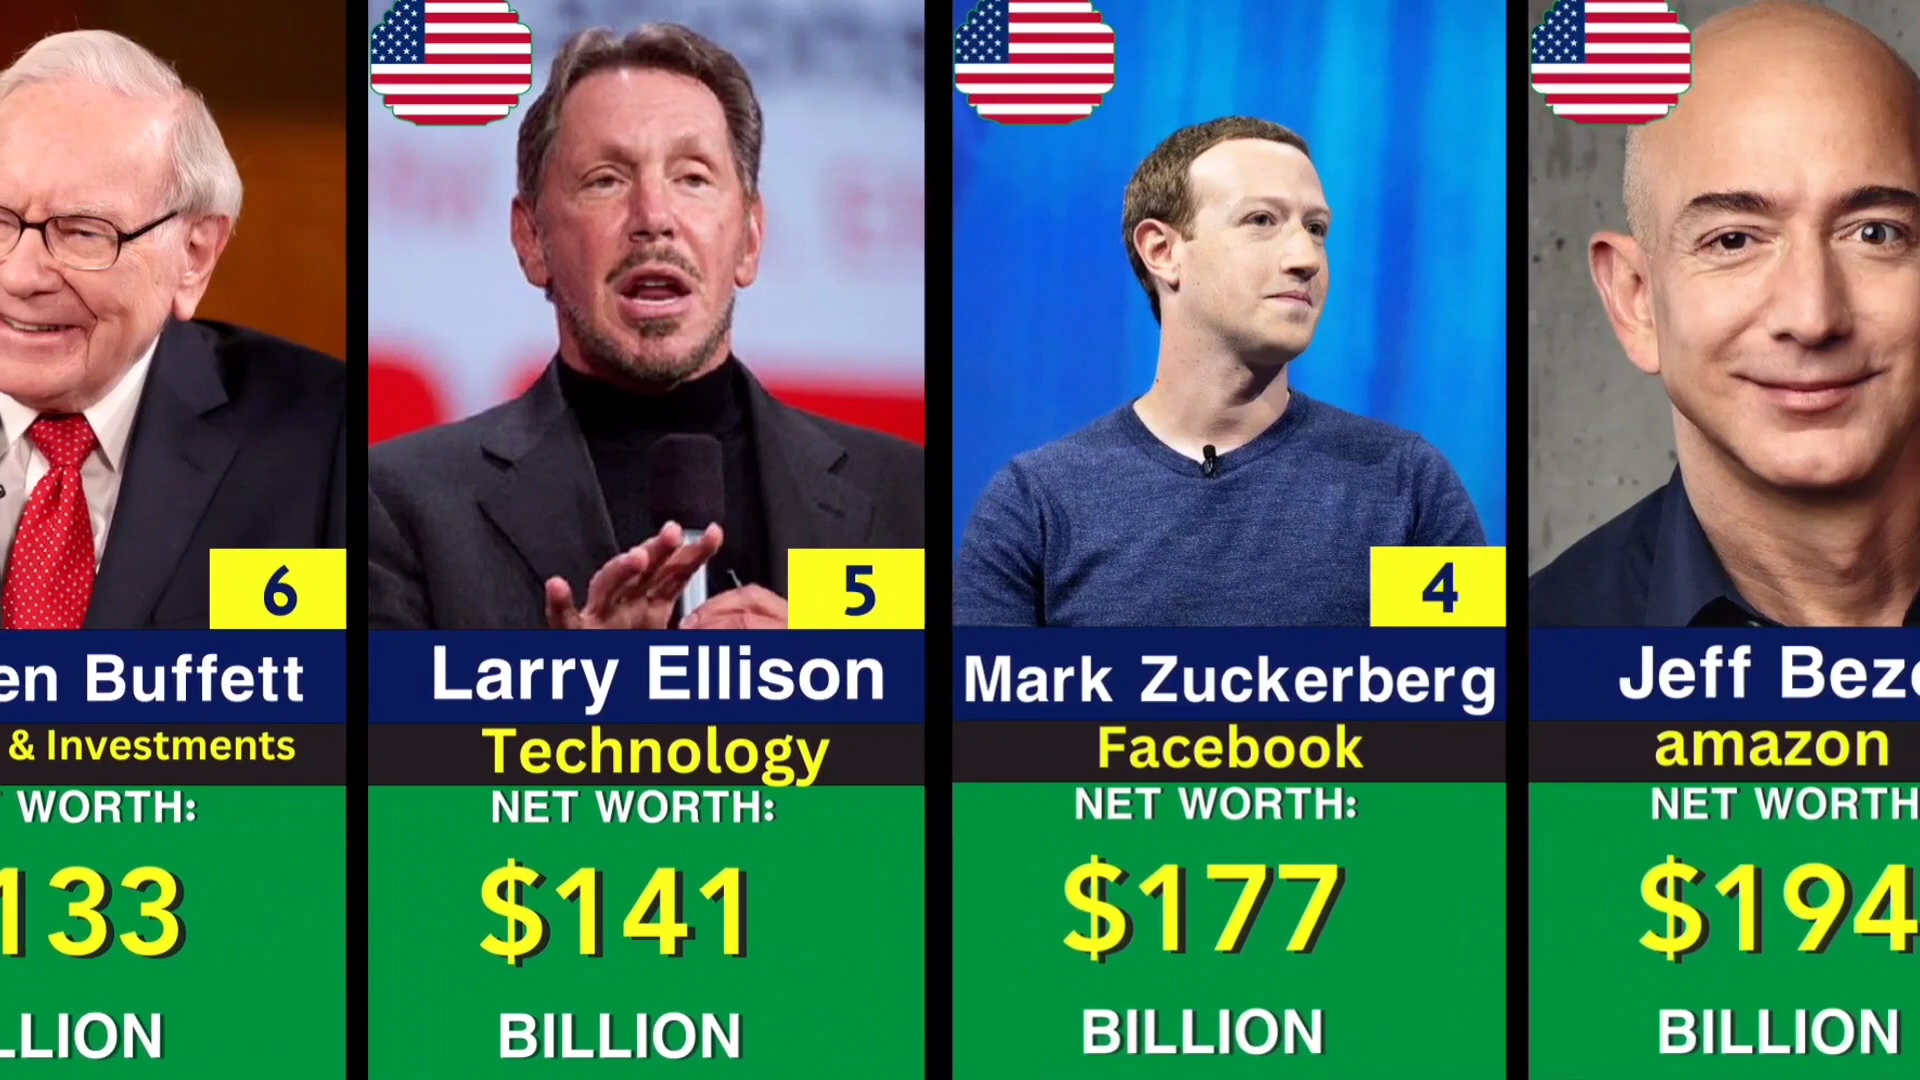 6
en Buffett
& Investments
WORTH:
133
LLION
5
Larry Ellison
Technology
NET WORTH:
$141
BILLION
4
Mark Zuckerberg
Facebook
NET WORTH:
$177
BILLION
Jeff Bez
amazon
NET WORTH
$194
BILLION